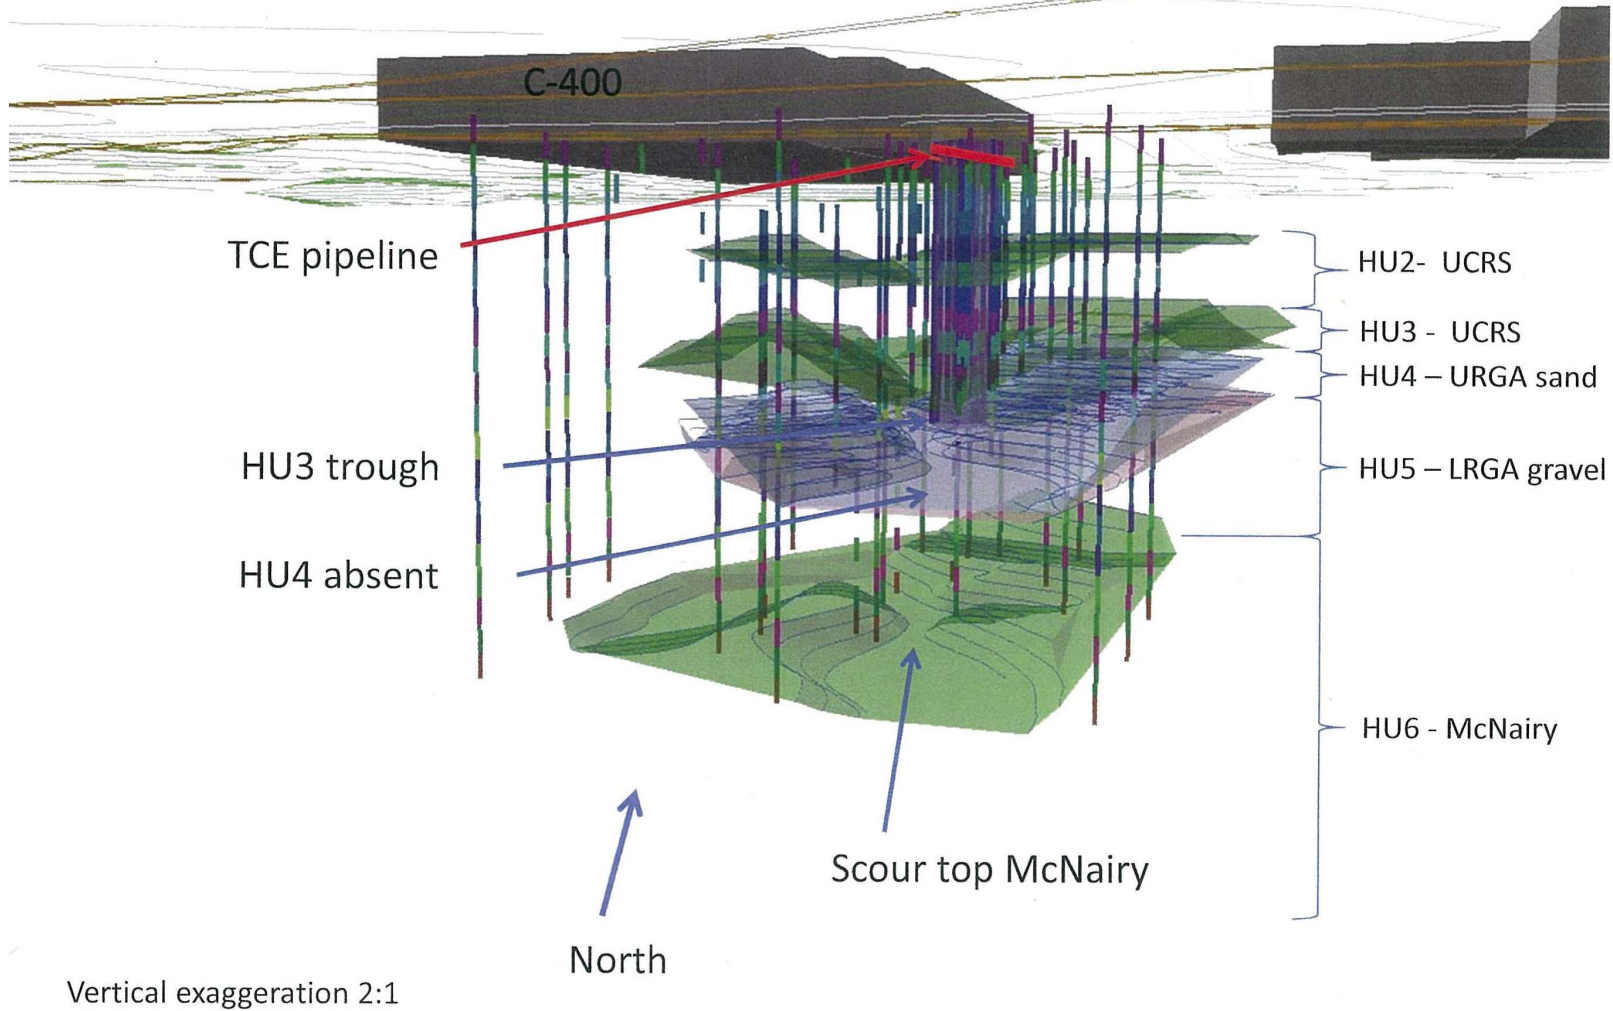 C-400
TCE pipeline
HU2- UCRS
HU3 - UCRS
HU4 – URGA sand
HU3 trough
HU5 – LRGA gravel
HU4 absent
HU6 - McNairy
Scour top McNairy
North
Vertical exaggeration 2:1